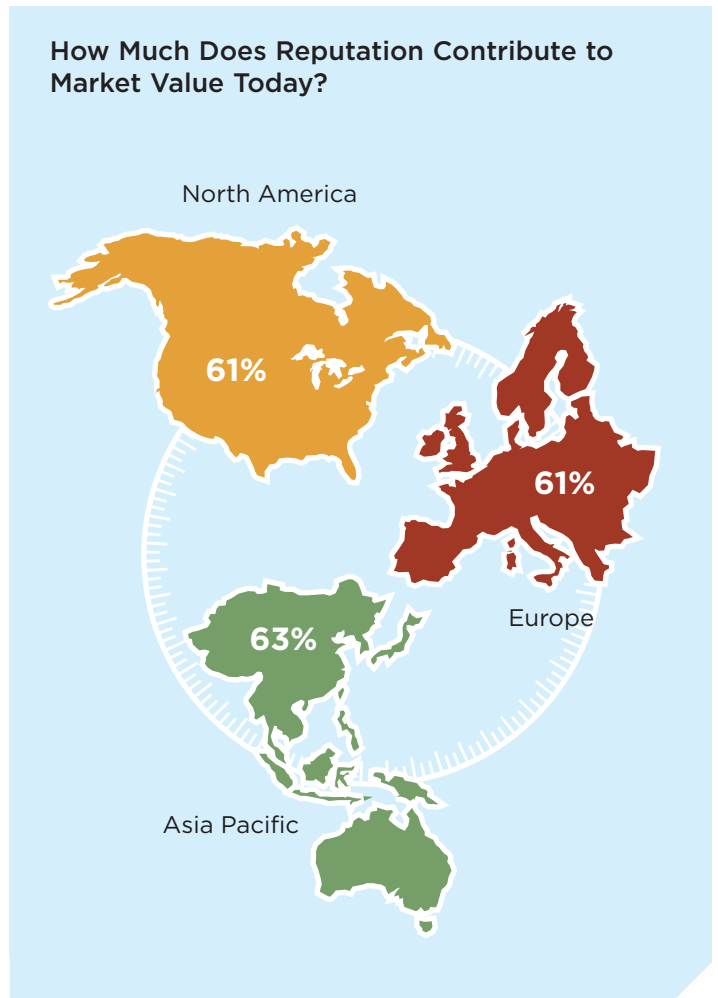 How Much Does Reputation Contribute to
Market Value Today?
North America
61%
61%
Europe
63%
Asia Pacific